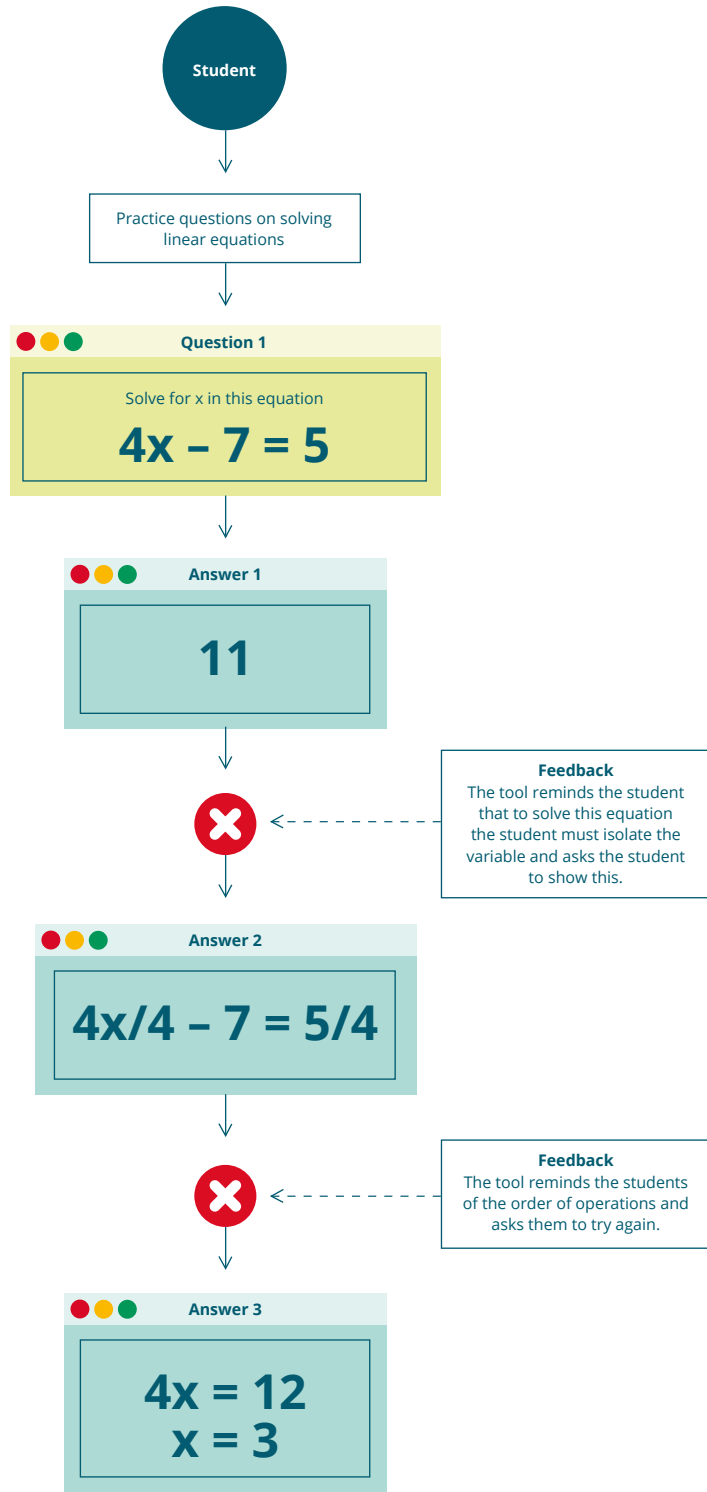 Student
Practice questions on solving
linear equations
Question 1
Solve for x in this equation
4x – 7 = 5
Answer 1
11
Feedback
The tool reminds the student
that to solve this equation
the student must isolate the
variable and asks the student
to show this.
Answer 2
4x/4 – 7 = 5/4
Feedback
The tool reminds the students
of the order of operations and
asks them to try again.
Answer 3
4x = 12
x = 3